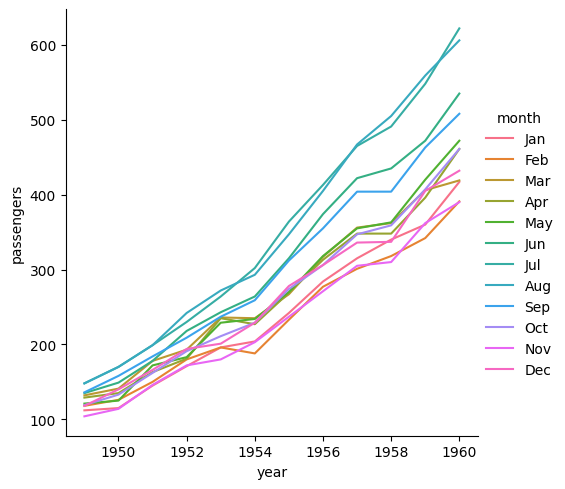 600
500
400
300
200
100
passengers
1950 1952 1954 1956 1958 1960
year
month
Jan
Feb
Mar
Apr
May
Jun
Jul
Aug
Sep
Oct
Nov
Dec